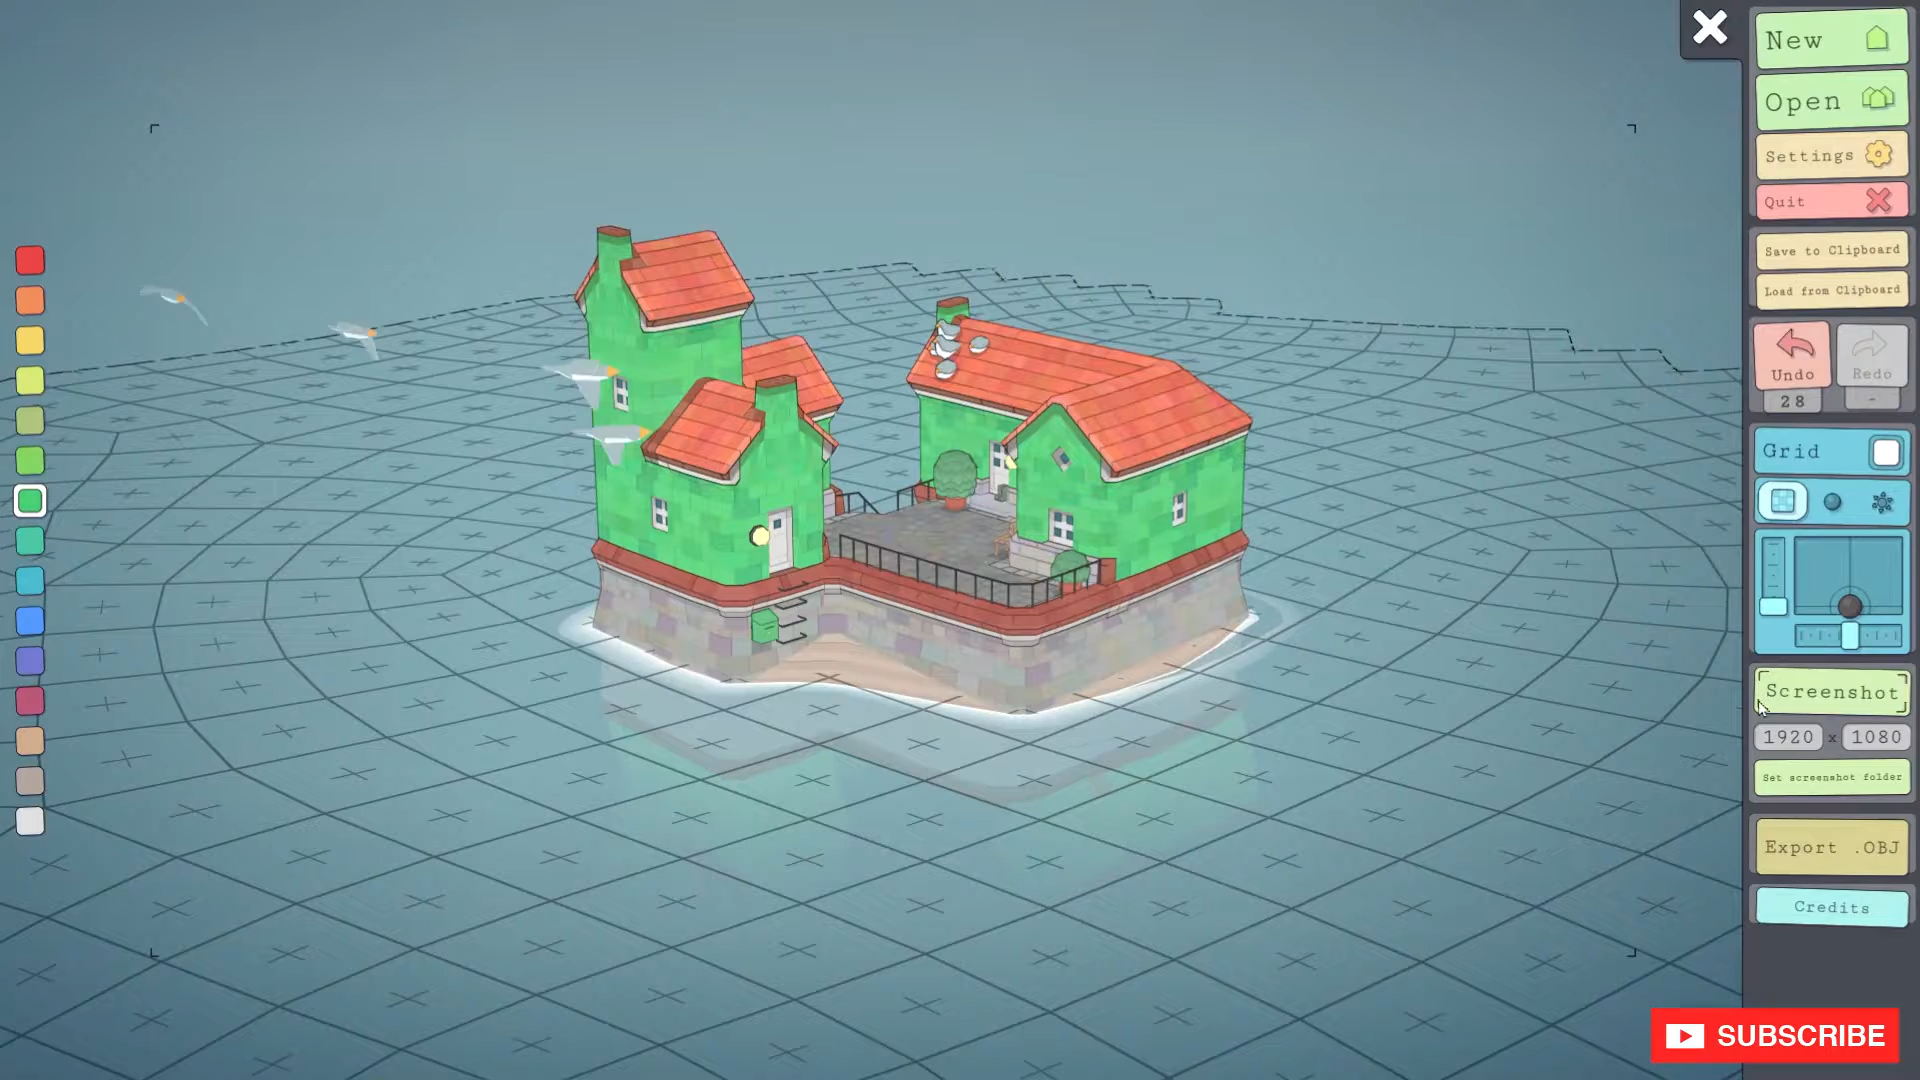 New
Open
Settings
Quit
Save to Clipboard
Load from Clipboard
Undo
Redo
28
-
Grid
Screenshot
1920 x 1080
Set screenshot folder
Export .OBJ
Credits
SUBSCRIBE